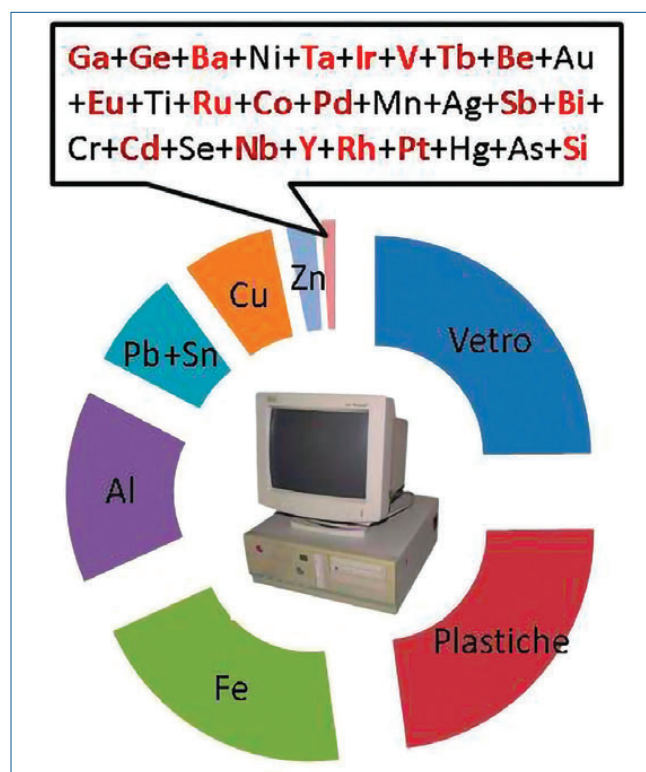 Ga+Ge+Ba+Ni+Ta+Ir+V+Tb+Be+Au
+Eu+Ti+Ru+Co+Pd+Mn+Ag+Sb+Bi+
Cr+Cd+Se+Nb+Y+Rh+Pt+Hg+As+Si
Zn
Cu
Vetro
Pb+Sn
Al
Plastiche
Fe